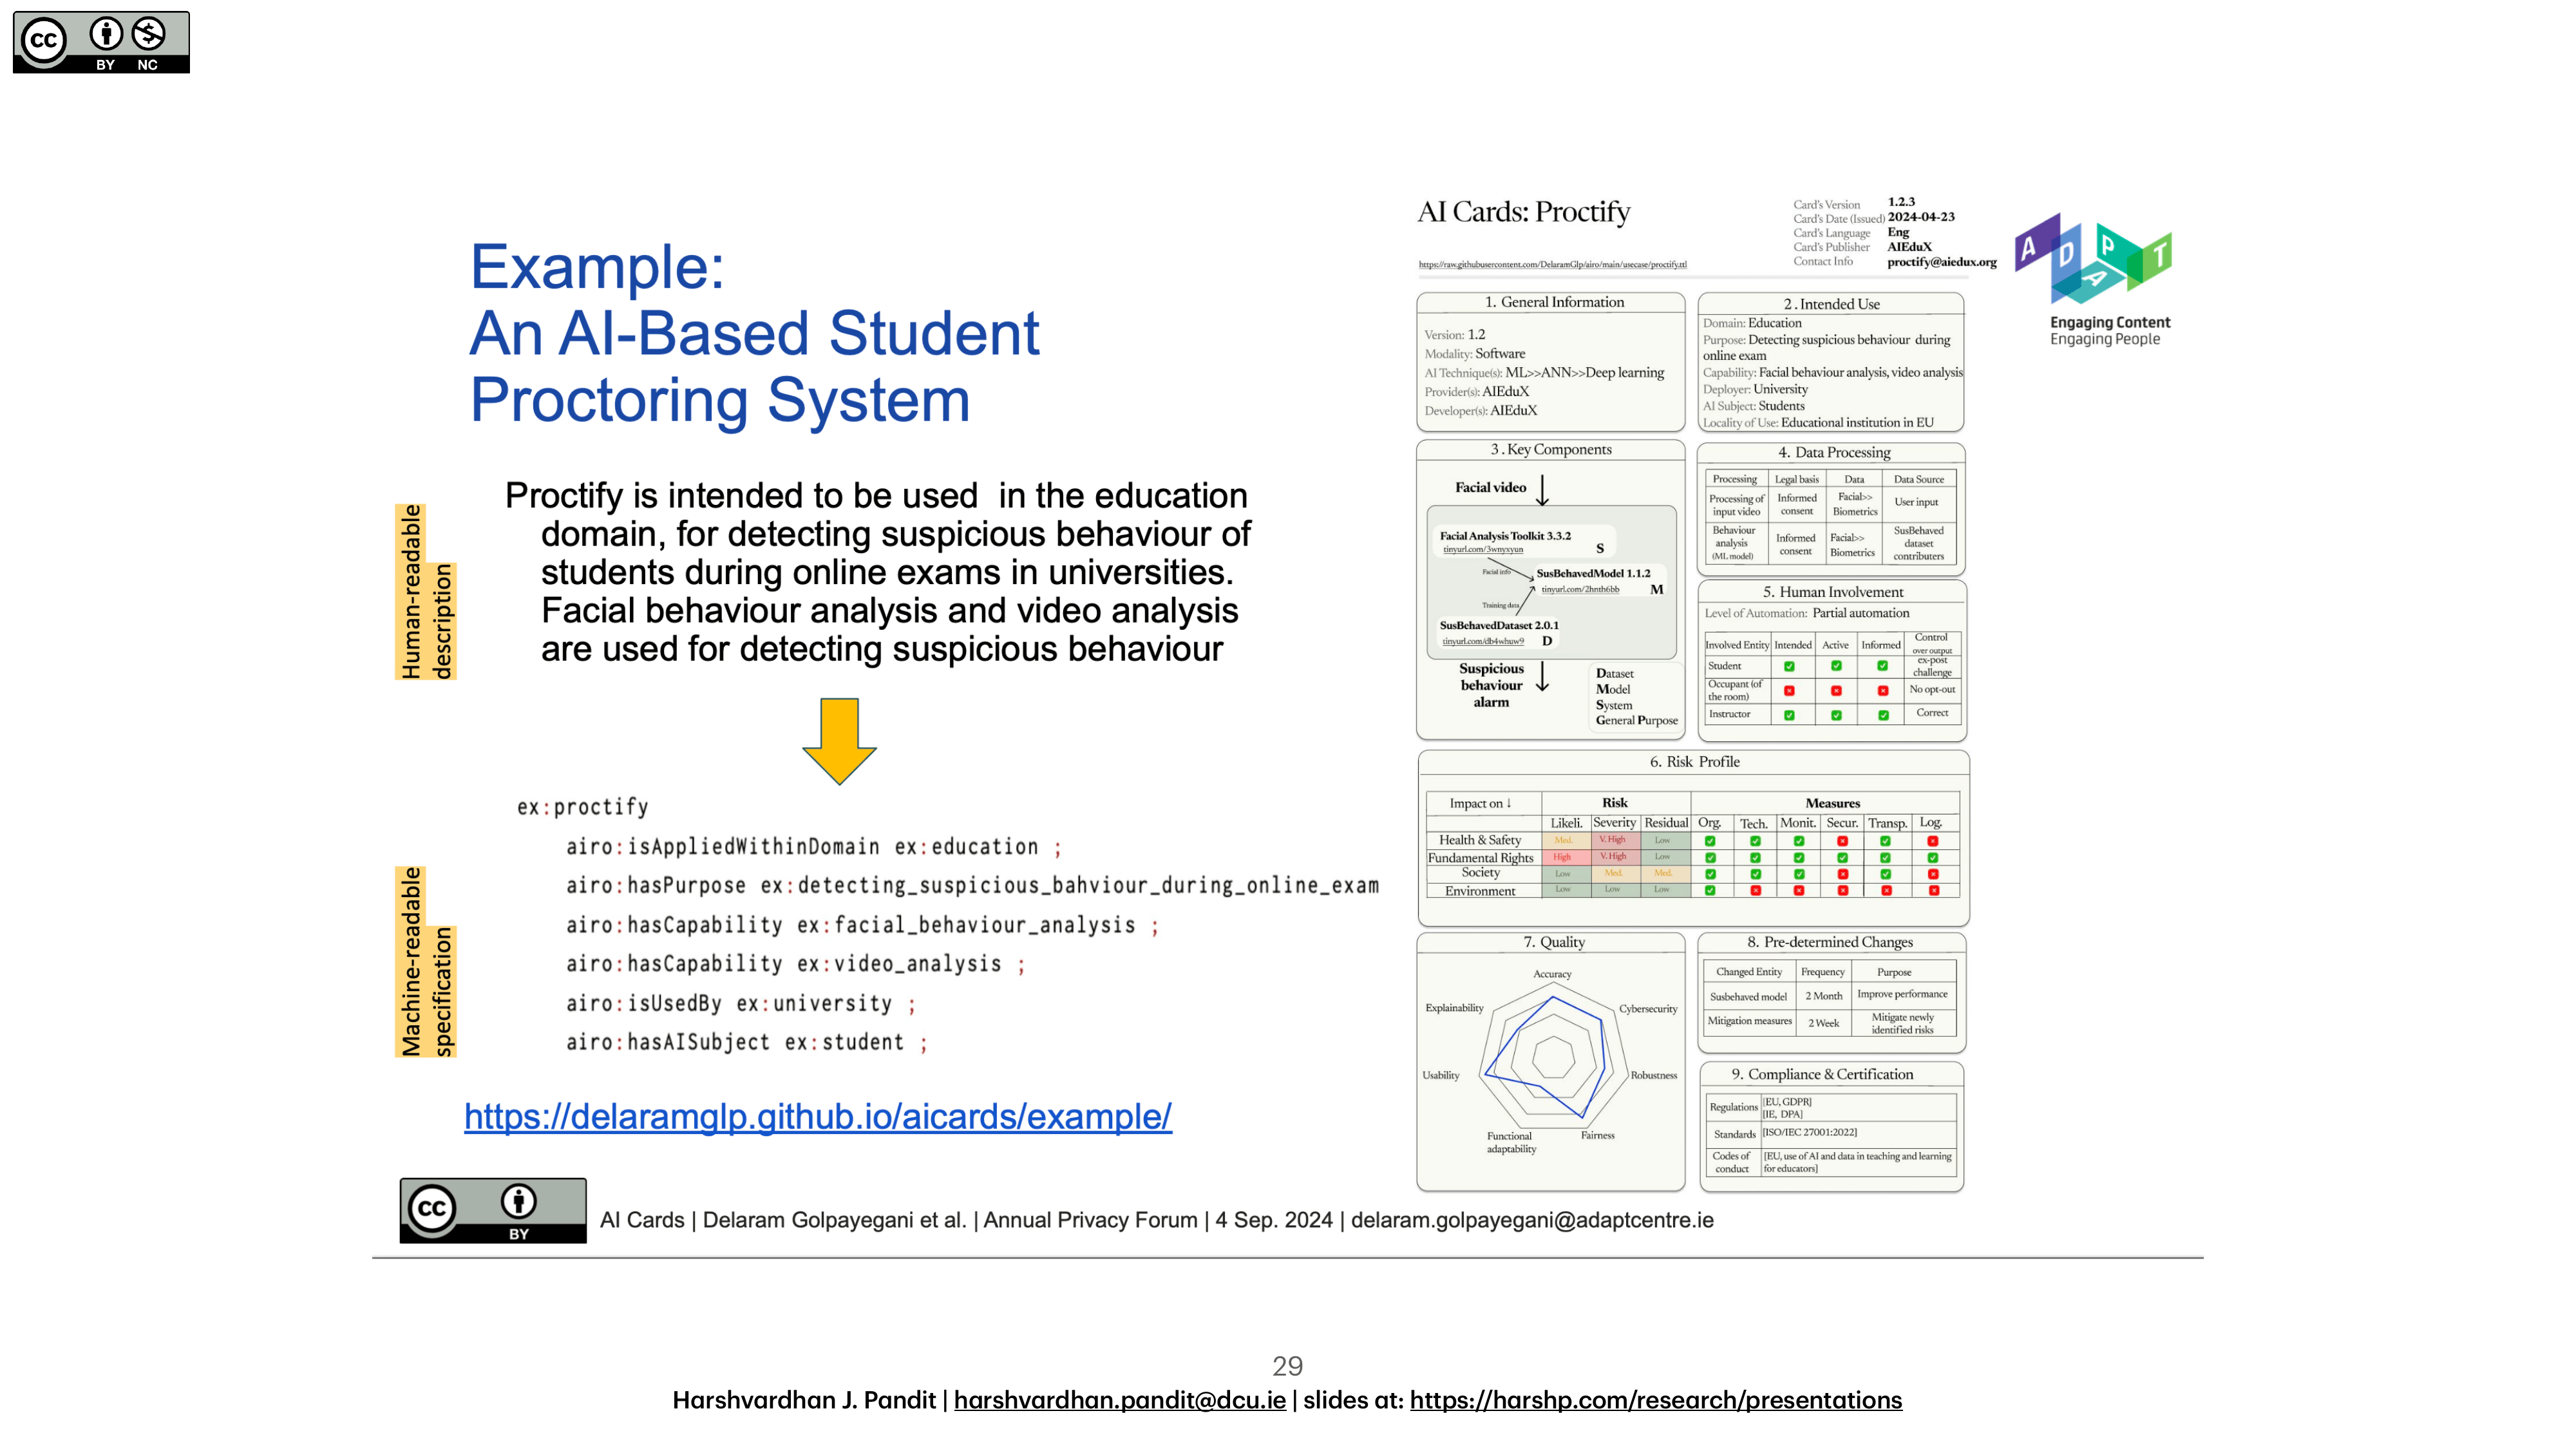 cc BY NC
Example:
An AI-Based Student
Proctoring System
Human-readable
description
Proctify is intended to be used  in the education
domain, for detecting suspicious behaviour of
students during online exams in universities.
Facial behaviour analysis and video analysis
are used for detecting suspicious behaviour
Machine-readable
specification
ex:proctify
airo:isAppliedWithinDomain ex:education ;
airo:hasPurpose ex:detecting_suspicious_bahviour_during_online_exam
airo:hasCapability ex:facial_behaviour_analysis ;
airo:hasCapability ex:video_analysis ;
airo:isUsedBy ex:university ;
airo:hasAISubject ex:student ;
https://delaramglp.github.io/aicards/example/
AI Cards: Proctify
https://raw.githubusercontent.com/DelaramGlp/airo/main/usecase/proctify.ttl
Card's Version 1.2.3
Card's Date (Issued) 2024-04-23
Card's Language Eng
Card's Publisher AIEduX
Contact Info proctify@aiedux.org
ADAPT
Engaging Content
Engaging People
1. General Information
Version: 1.2
Modality: Software
AI Technique(s): ML>>ANN>>Deep learning
Provider(s): AIEduX
Developer(s): AIEduX
2 . Intended Use
Domain: Education
Purpose: Detecting suspicious behaviour during
online exam
Capability: Facial behaviour analysis, video analysis
Deployer: University
AI Subject: Students
Locality of Use: Educational institution in EU
3 . Key Components
Facial video
Facial Analysis Toolkit 3.3.2
tinyurl.com/3wnyxyun S
Facial info
SusBehavedModel 1.1.2
tinyurl.com/2hnth6bb M
Training data
SusBehavedDataset 2.0.1
tinyurl.com/db4whuw9 D
Suspicious
behaviour
alarm
Dataset
Model
System
General Purpose
4. Data Processing
Processing Legal basis Data Data Source
Processing of input video Informed consent Facial>> Biometrics User input
Behaviour analysis (ML model) Informed consent Facial>> Biometrics SusBehaved dataset contributers
5. Human Involvement
Level of Automation: Partial automation
Involved Entity Intended Active Informed Control over output
Student ex-post challenge
Occupant (of the room) No opt-out
Instructor Correct
6. Risk Profile
Impact on ↓ Risk Measures
Likeli. Severity Residual Org. Tech. Monit. Secur. Transp. Log.
Health & Safety Med. V. High Low
Fundamental Rights High V. High Low
Society Low Med. Med.
Environment Low Low Low
7. Quality
Accuracy
Explainability
Cybersecurity
Usability
Robustness
Functional
adaptability
Fairness
8. Pre-determined Changes
Changed Entity Frequency Purpose
Susbehaved model 2 Month Improve performance
Mitigation measures 2 Week Mitigate newly identified risks
9. Compliance & Certification
Regulations [EU, GDPR]
[IE, DPA]
Standards [ISO/IEC 27001:2022]
Codes of conduct [EU, use of AI and data in teaching and learning for educators]
cc BY
AI Cards | Delaram Golpayegani et al. | Annual Privacy Forum | 4 Sep. 2024 | delaram.golpayegani@adaptcentre.ie
29
Harshvardhan J. Pandit | harshvardhan.pandit@dcu.ie | slides at: https://harshp.com/research/presentations